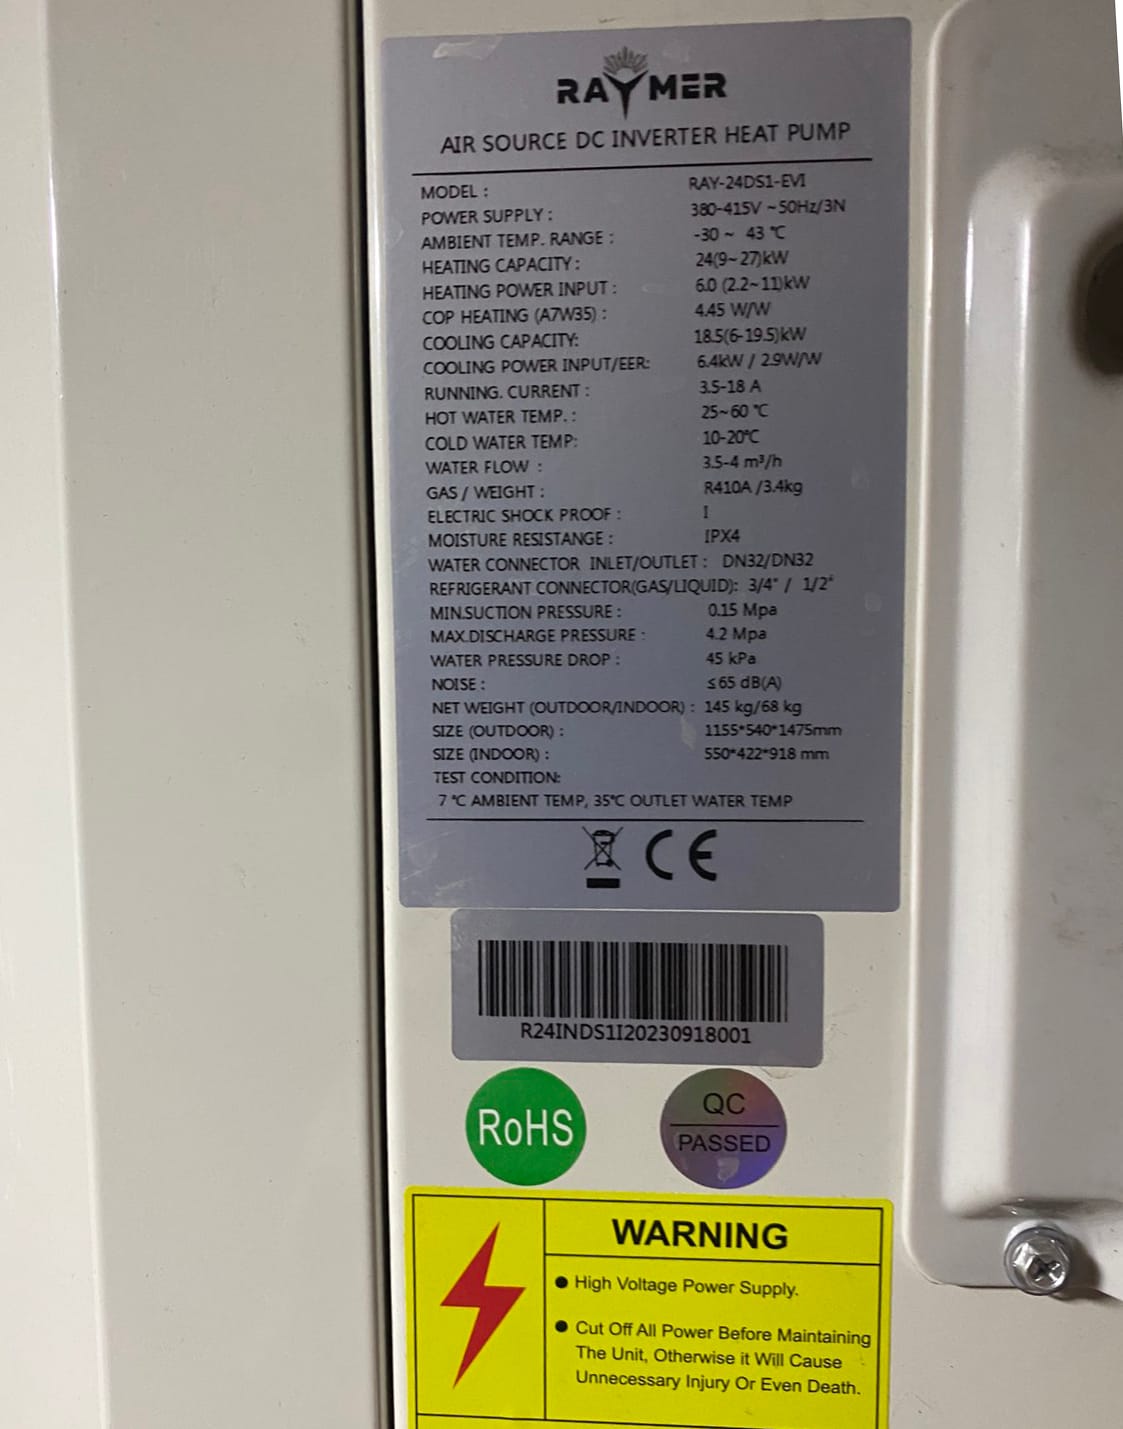 RAYMER
AIR SOURCE DC INVERTER HEAT PUMP
MODEL : RAY-24DS1-EVI
POWER SUPPLY : 380-415V ~50Hz/3N
AMBIENT TEMP. RANGE : -30 ~ 43 ℃
HEATING CAPACITY : 24(9~27)kW
HEATING POWER INPUT : 6.0 (2.2~11)kW
COP HEATING (A7W35) : 4.45 W/W
COOLING CAPACITY: 18.5(6-19.5)kW
COOLING POWER INPUT/EER: 6.4kW / 2.9W/W
RUNNING. CURRENT : 3.5-18 A
HOT WATER TEMP. : 25~60 ℃
COLD WATER TEMP: 10-20℃
WATER FLOW : 3.5-4 m³/h
GAS / WEIGHT : R410A /3.4kg
ELECTRIC SHOCK PROOF : I
MOISTURE RESISTANGE : IPX4
WATER CONNECTOR INLET/OUTLET : DN32/DN32
REFRIGERANT CONNECTOR(GAS/LIQUID): 3/4" / 1/2"
MIN.SUCTION PRESSURE : 0.15 Mpa
MAX.DISCHARGE PRESSURE : 4.2 Mpa
WATER PRESSURE DROP : 45 kPa
NOISE : ≤65 dB(A)
NET WEIGHT (OUTDOOR/INDOOR) : 145 kg/68 kg
SIZE (OUTDOOR) : 1155*540*1475mm
SIZE (INDOOR) : 550*422*918 mm
TEST CONDITION:
7 ℃ AMBIENT TEMP, 35℃ OUTLET WATER TEMP
CE
R24INDS1I20230918001
RoHS
QC
PASSED
WARNING
● High Voltage Power Supply.
● Cut Off All Power Before Maintaining
The Unit, Otherwise it Will Cause
Unnecessary Injury Or Even Death.